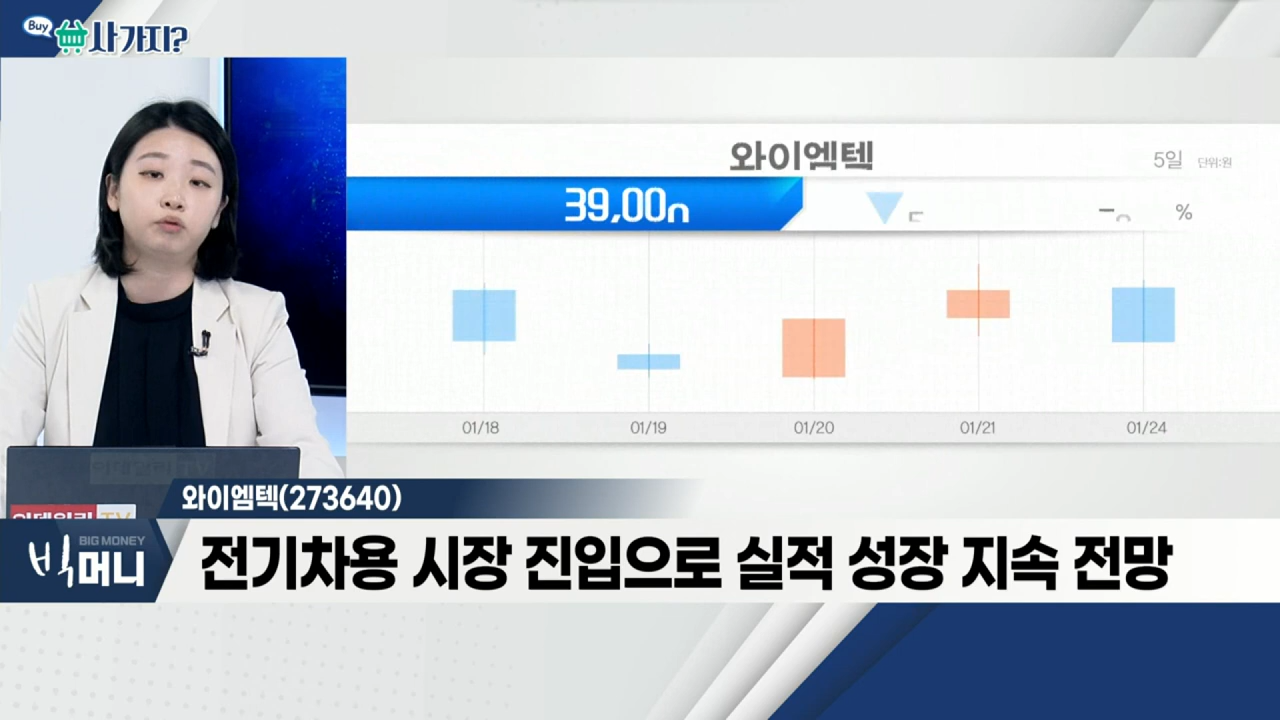 Buy
사가지?
와이엠텍
5일 단위:원
39,00
%
01/18 01/19 01/20 01/21 01/24
와이엠텍(273640)
BIG MONEY
빅머니
전기차용 시장 진입으로 실적 성장 지속 전망